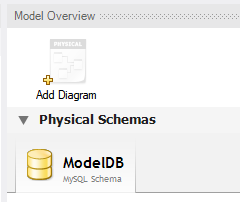 Model Overview
PHYSICAL
Add Diagram
Physical Schemas
ModelDB
MySQL Schema